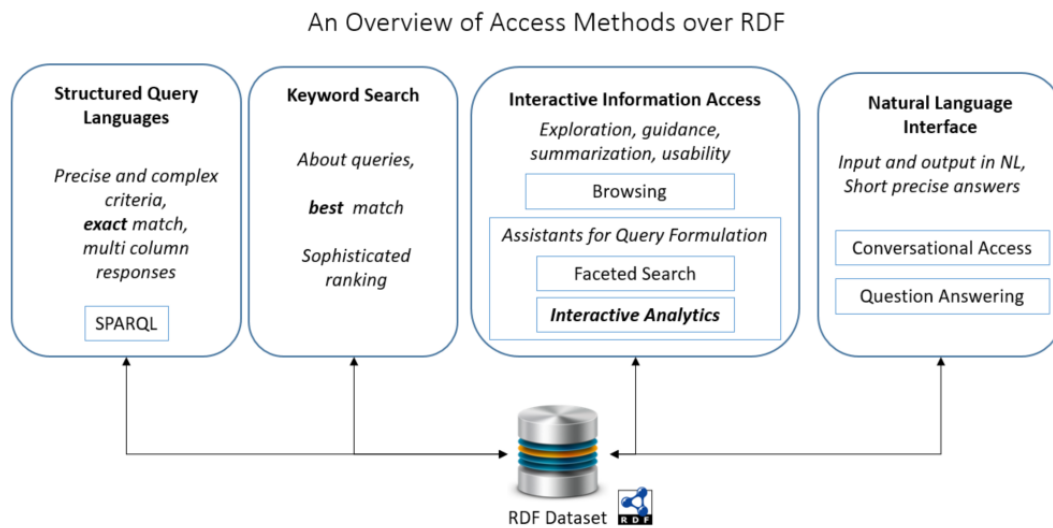 An Overview of Access Methods over RDF
Structured Query
Languages
Precise and complex
criteria,
exact match,
multi column
responses
SPARQL
Keyword Search
About queries,
best match
Sophisticated
ranking
Interactive Information Access
Exploration, guidance,
summarization, usability
Browsing
Assistants for Query Formulation
Faceted Search
Interactive Analytics
Natural Language
Interface
Input and output in NL,
Short precise answers
Conversational Access
Question Answering
RDF Dataset
RDF